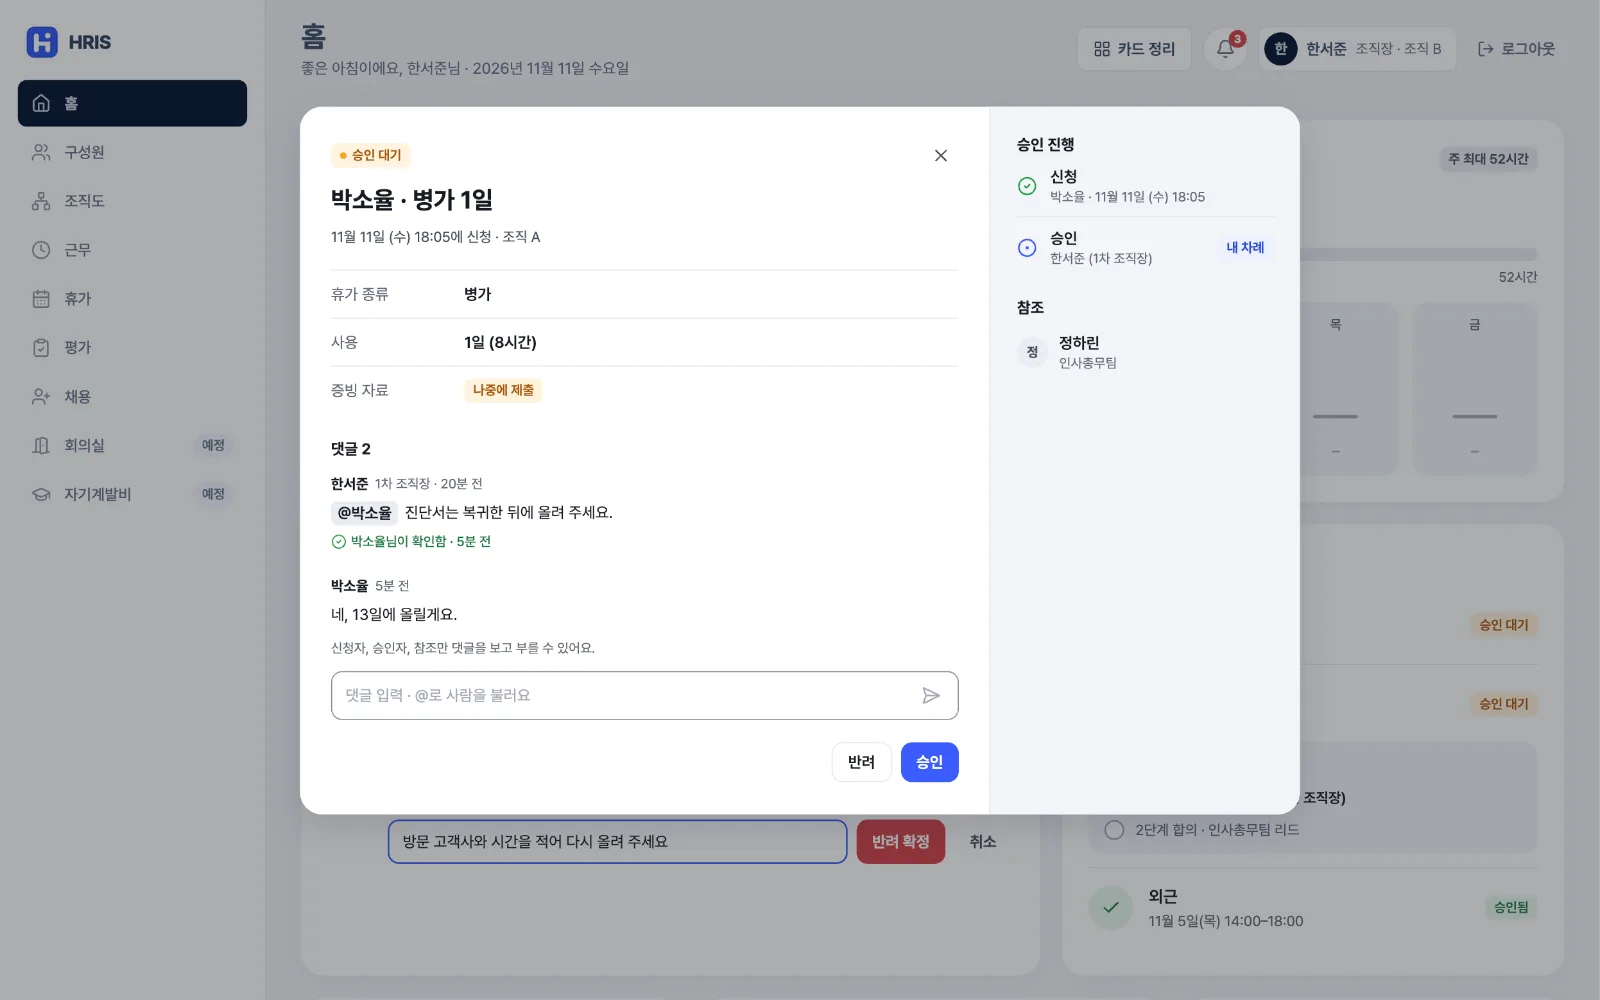 HRIS
홈
구성원
조직도
근무
휴가
평가
채용
회의실 예정
자기계발비 예정
홈
좋은 아침이에요, 한서준님 · 2026년 11월 11일 수요일
카드 정리
3
한 한서준 조직장 · 조직 B
로그아웃
승인 대기
박소율 · 병가 1일
11월 11일 (수) 18:05에 신청 · 조직 A
휴가 종류 병가
사용 1일 (8시간)
증빙 자료 나중에 제출
댓글 2
한서준 1차 조직장 · 20분 전
@박소율 진단서는 복귀한 뒤에 올려 주세요.
박소율님이 확인함 · 5분 전
박소율 5분 전
네, 13일에 올릴게요.
신청자, 승인자, 참조만 댓글을 보고 부를 수 있어요.
댓글 입력 · @로 사람을 불러요
반려 승인
승인 진행
신청
박소율 · 11월 11일 (수) 18:05
승인
한서준 (1차 조직장)
내 차례
참조
정 정하린
인사총무팀
주 최대 52시간
52시간
목 금
– –
승인 대기
승인 대기
조직장)
2단계 합의 · 인사총무팀 리드
외근
11월 5일(목) 14:00–18:00
승인됨
방문 고객사와 시간을 적어 다시 올려 주세요
반려 확정 취소